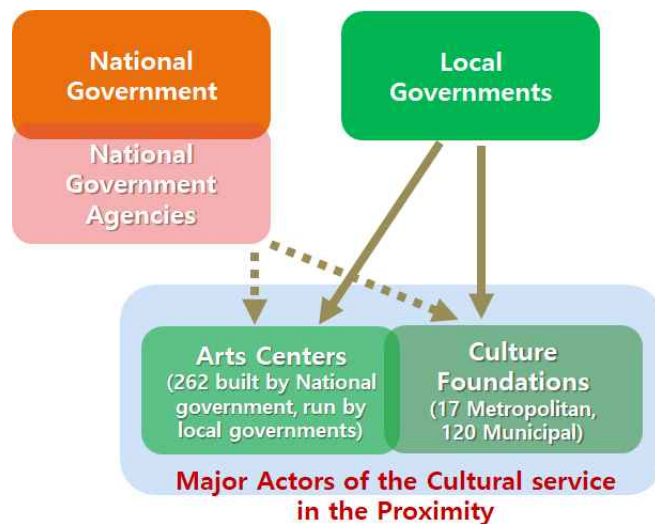 National
Government
Local
Governments
National
Government
Agencies
Arts Centers
(262 built by National
government, run by
local governments)
Culture
Foundations
(17 Metropolitan,
120 Municipal)
Major Actors of the Cultural service
in the Proximity